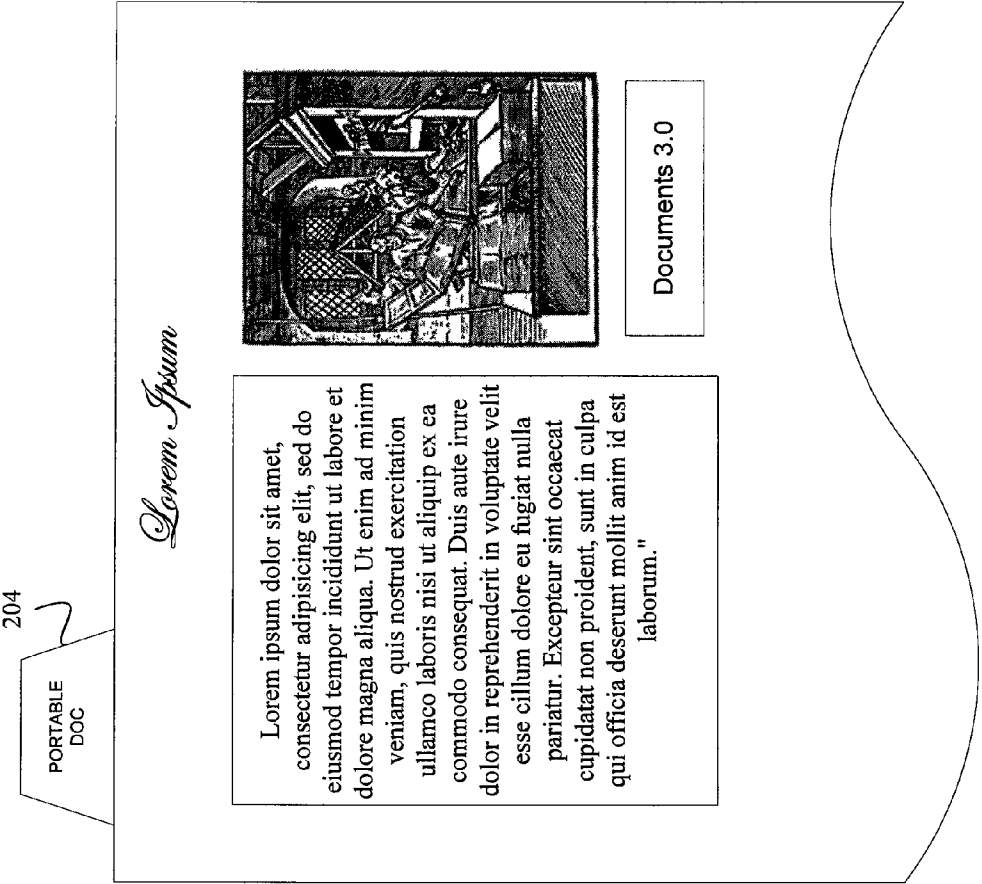 204
PORTABLE
DOC
Lorem Ipsum
Lorem ipsum dolor sit amet,
consectetur adipisicing elit, sed do
eiusmod tempor incididunt ut labore et
dolore magna aliqua. Ut enim ad minim
veniam, quis nostrud exercitation
ullamco laboris nisi ut aliquip ex ea
commodo consequat. Duis aute irure
dolor in reprehenderit in voluptate velit
esse cillum dolore eu fugiat nulla
pariatur. Excepteur sint occaecat
cupidatat non proident, sunt in culpa
qui officia deserunt mollit anim id est
laborum."
Documents 3.0